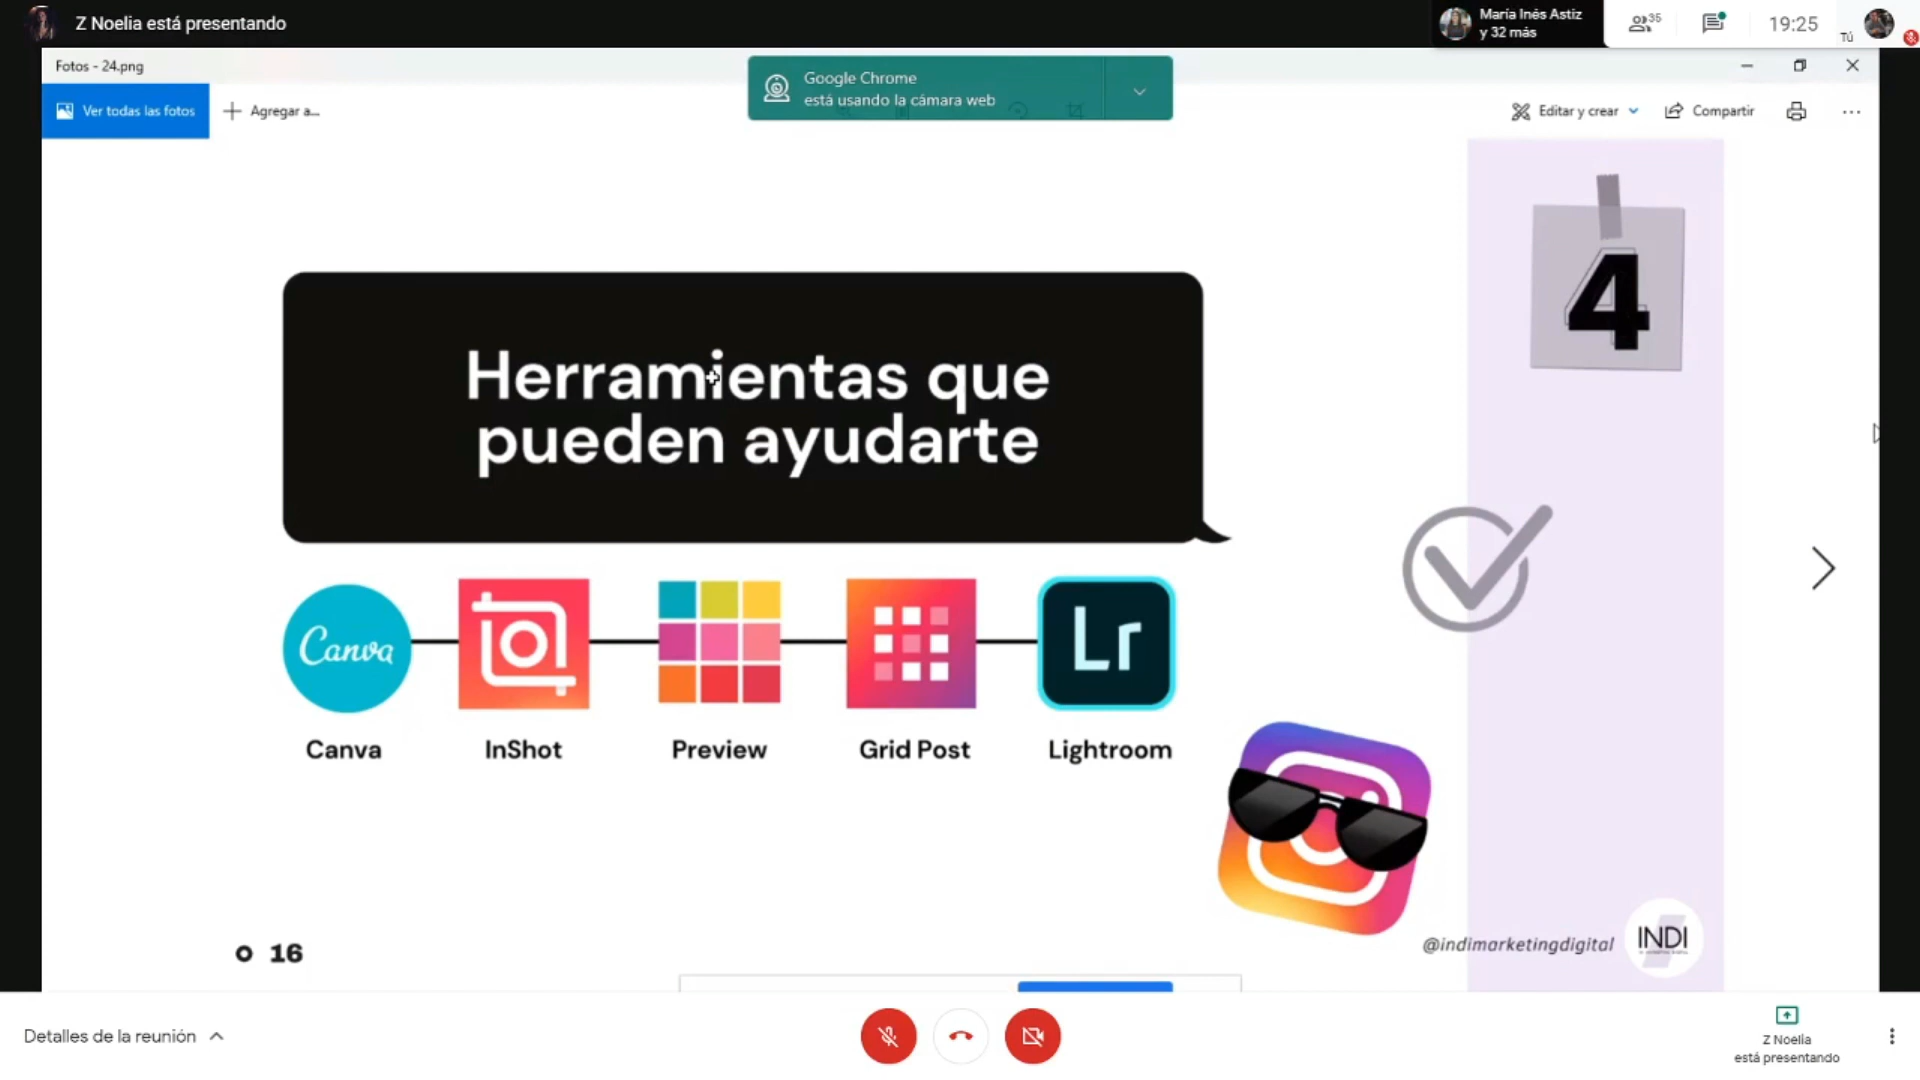 Z Noelia está presentando
María Inés Astiz
y 32 más
35
19:25
Tú
Fotos - 24.png
Google Chrome
está usando la cámara web
Ver todas las fotos
Agregar a...
Editar y crear
Compartir
4
Herramientas que
pueden ayudarte
Canva
Lr
Canva
InShot
Preview
Grid Post
Lightroom
@indimarketingdigital
INDI
16
Detalles de la reunión
Z Noelia
está presentando